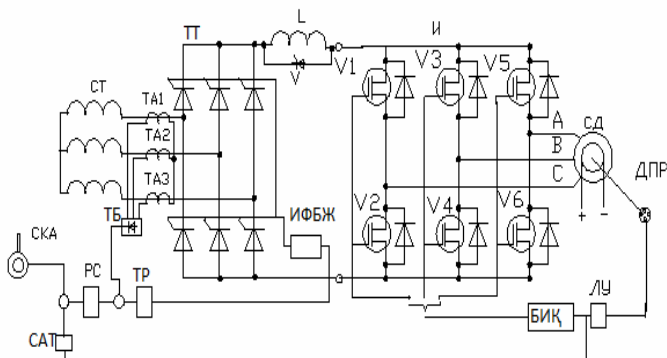 ТТ
L
И
V
V1
V3
V5
СТ
ТА1
ТА2
ТА3
A
B
C
СД
ДПР
ТБ
ИФБЖ
СКА
V2
V4
V6
+ -
РС
ТР
ЛУ
БИҚ
САТ